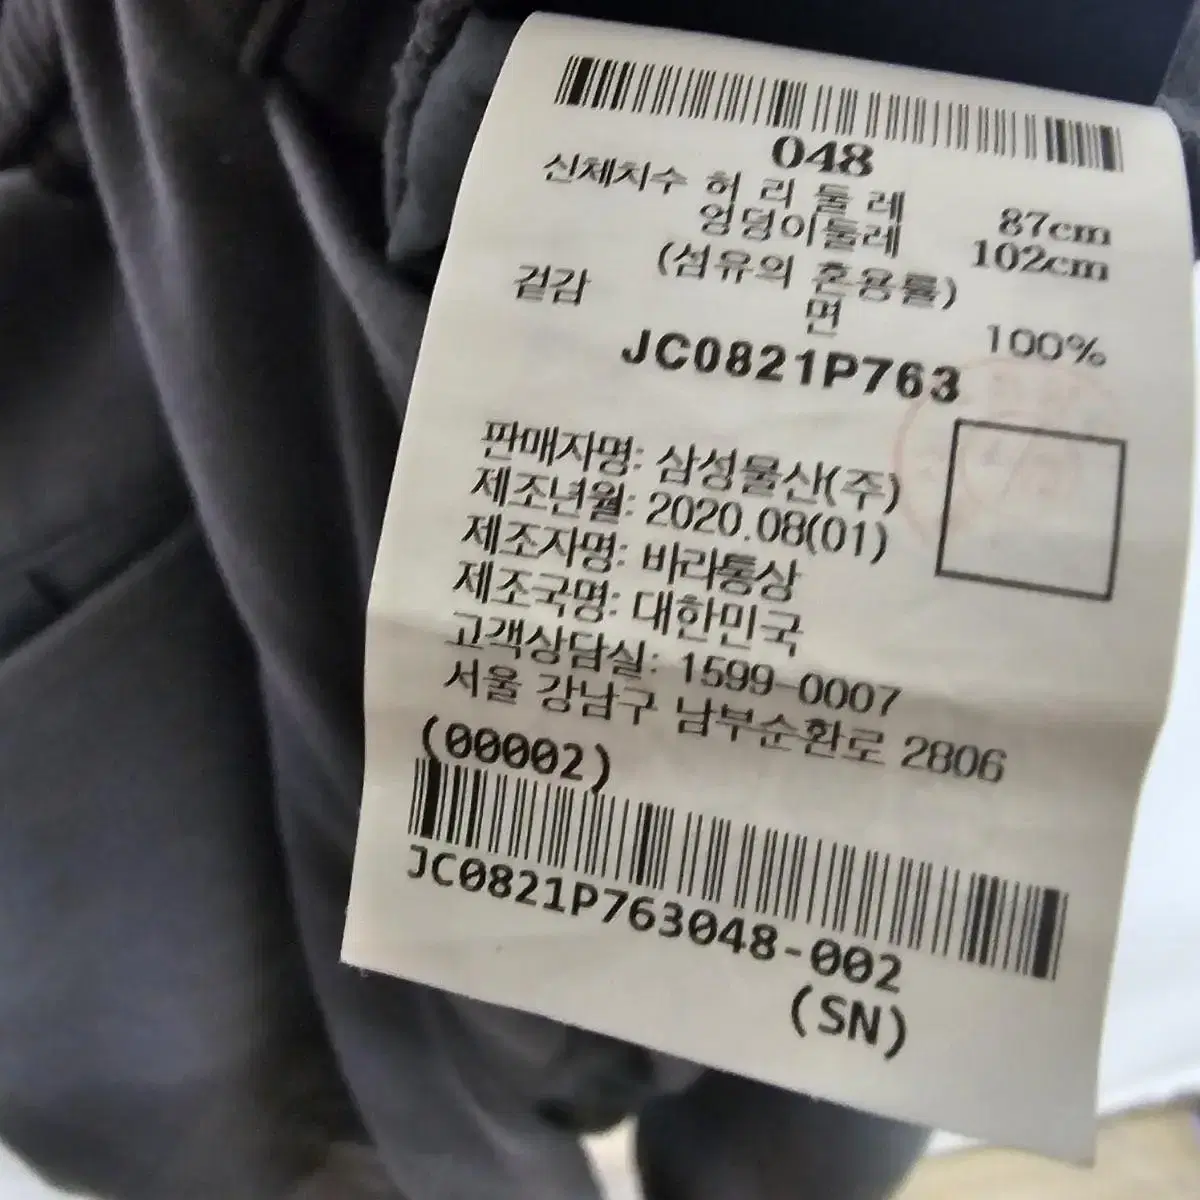 048
신체치수 허 리 둘 레 87cm
엉덩이둘레 102cm
(섬유의 혼용률)
겉감 면 100%
JC0821P763
판매자명: 삼성물산(주)
제조년월: 2020.08(01)
제조자명: 바라통상
제조국명: 대한민국
고객상담실: 1599-0007
서울 강남구 남부순환로 2806
(00002)
JC0821P763048-002
(SN)